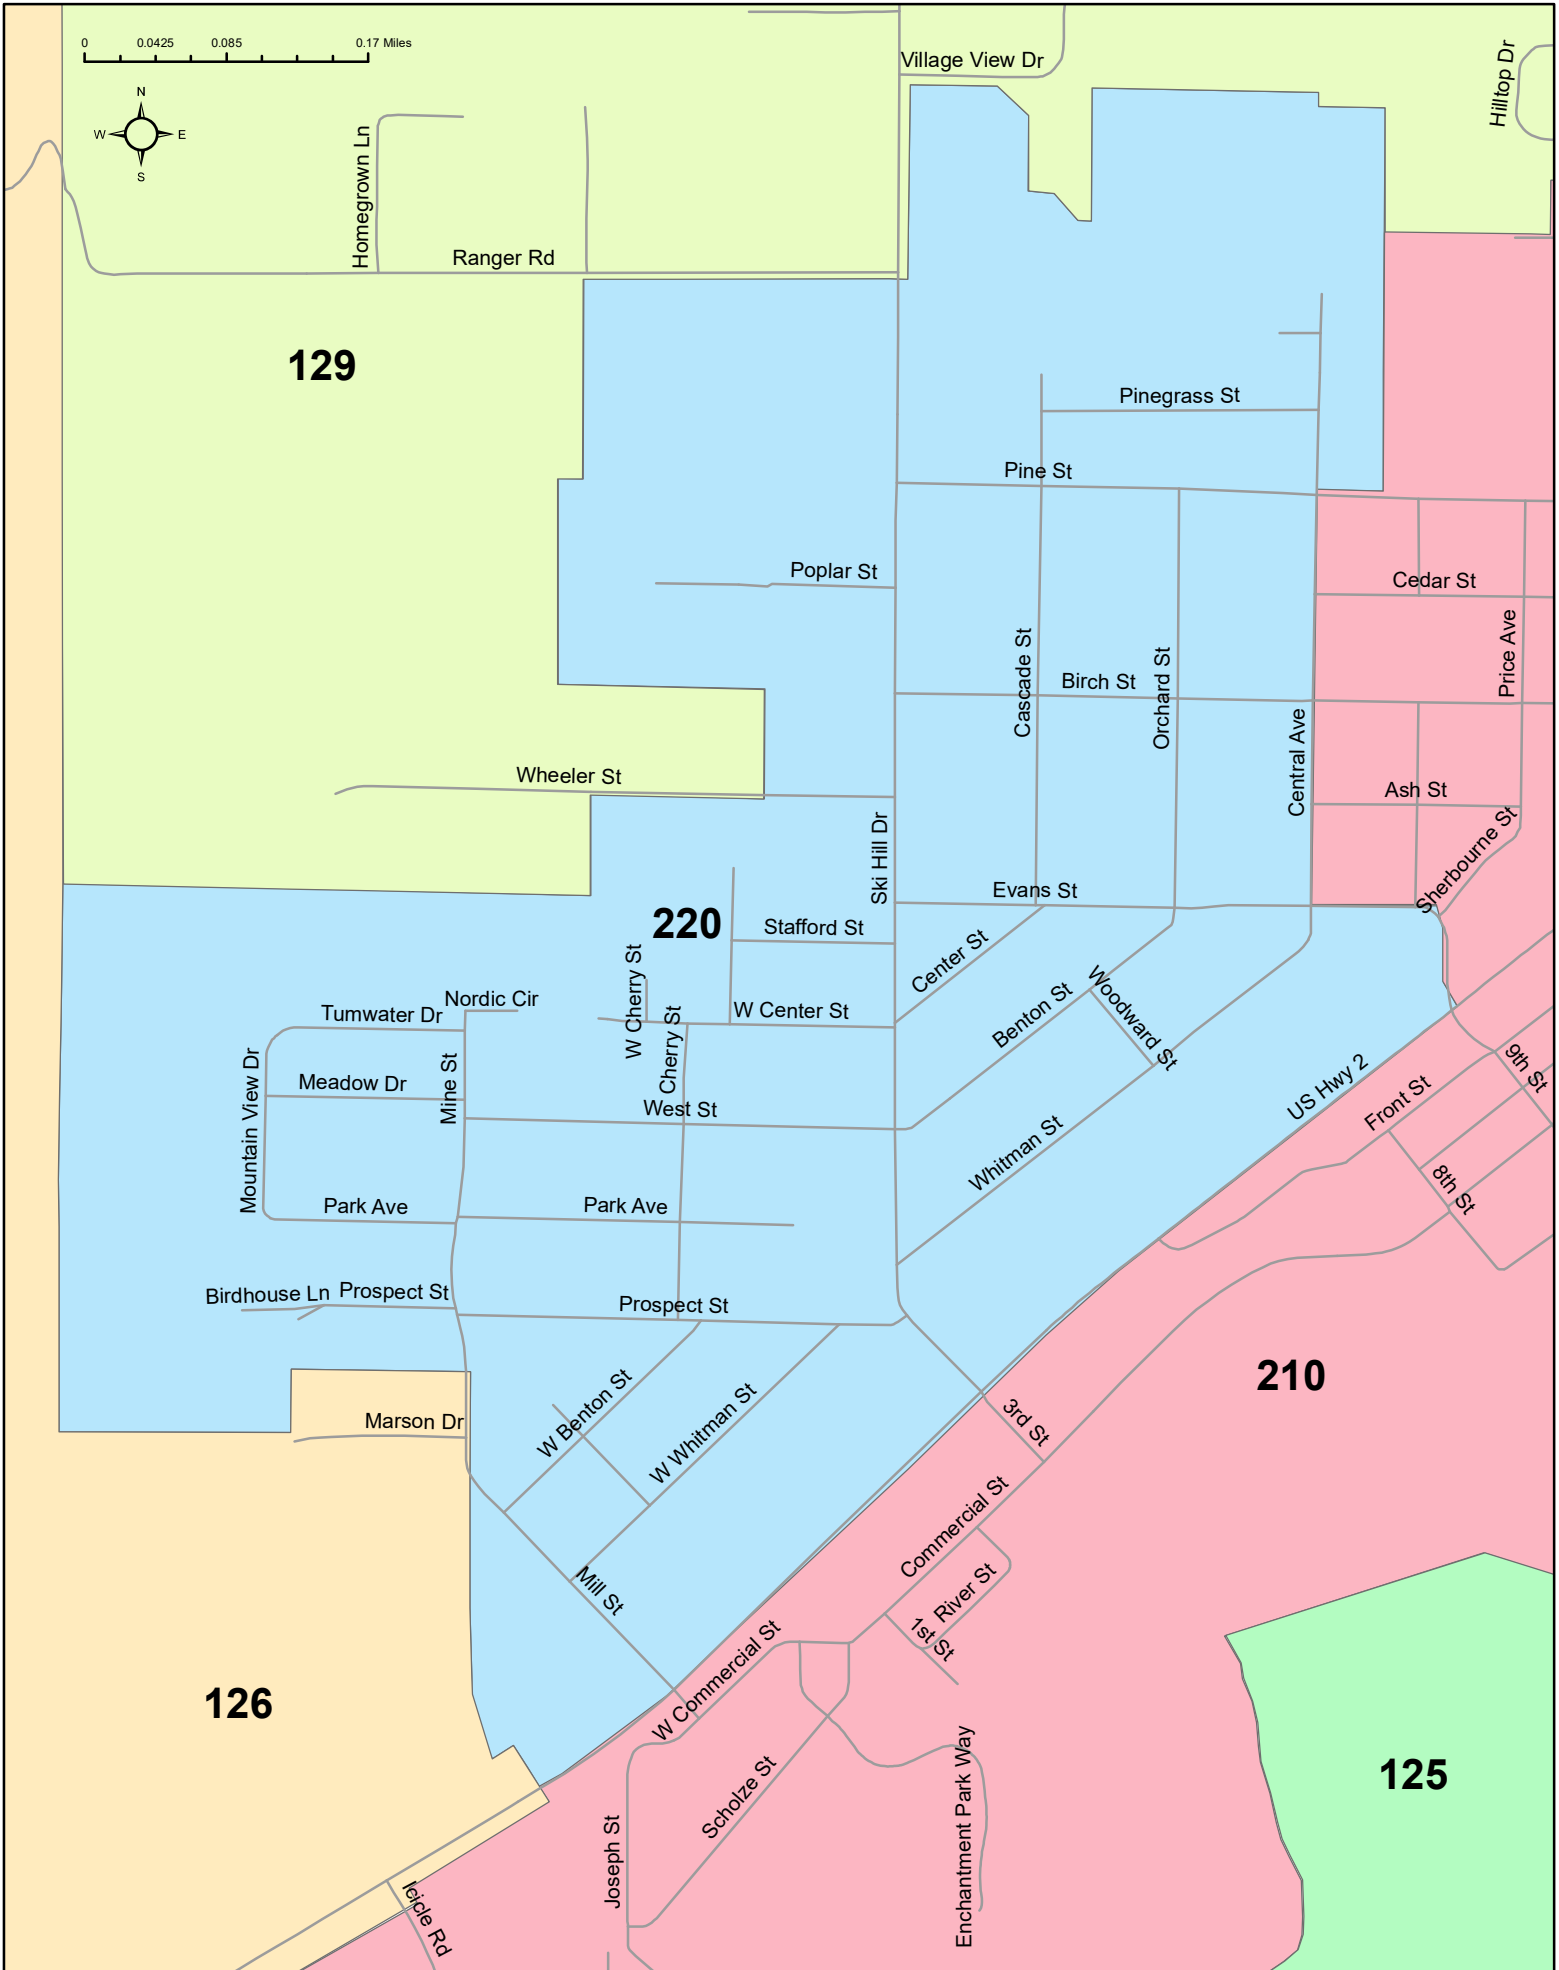 0 0.0425 0.085 0.17 Miles
N
W E
S
Village View Dr
Hilltop Dr
Homegrown Ln
Ranger Rd
129
Pinegrass St
Pine St
Poplar St
Cedar St
Cascade St
Orchard St
Price Ave
Birch St
Central Ave
Wheeler St
Ash St
Ski Hill Dr
Sherbourne St
Evans St
220
Stafford St
Center St
W Cherry St
Nordic Cir
Tumwater Dr
W Center St
Benton St
Woodward St
Cherry St
Mountain View Dr
Meadow Dr
Mine St
West St
US Hwy 2
Front St
9th St
Whitman St
8th St
Park Ave
Park Ave
Birdhouse Ln
Prospect St
Prospect St
210
Marson Dr
W Benton St
W Whitman St
3rd St
Commercial St
Mill St
River St
1st St
W Commercial St
126
125
Enchantment Park Way
Scholze St
Joseph St
Icicle Rd